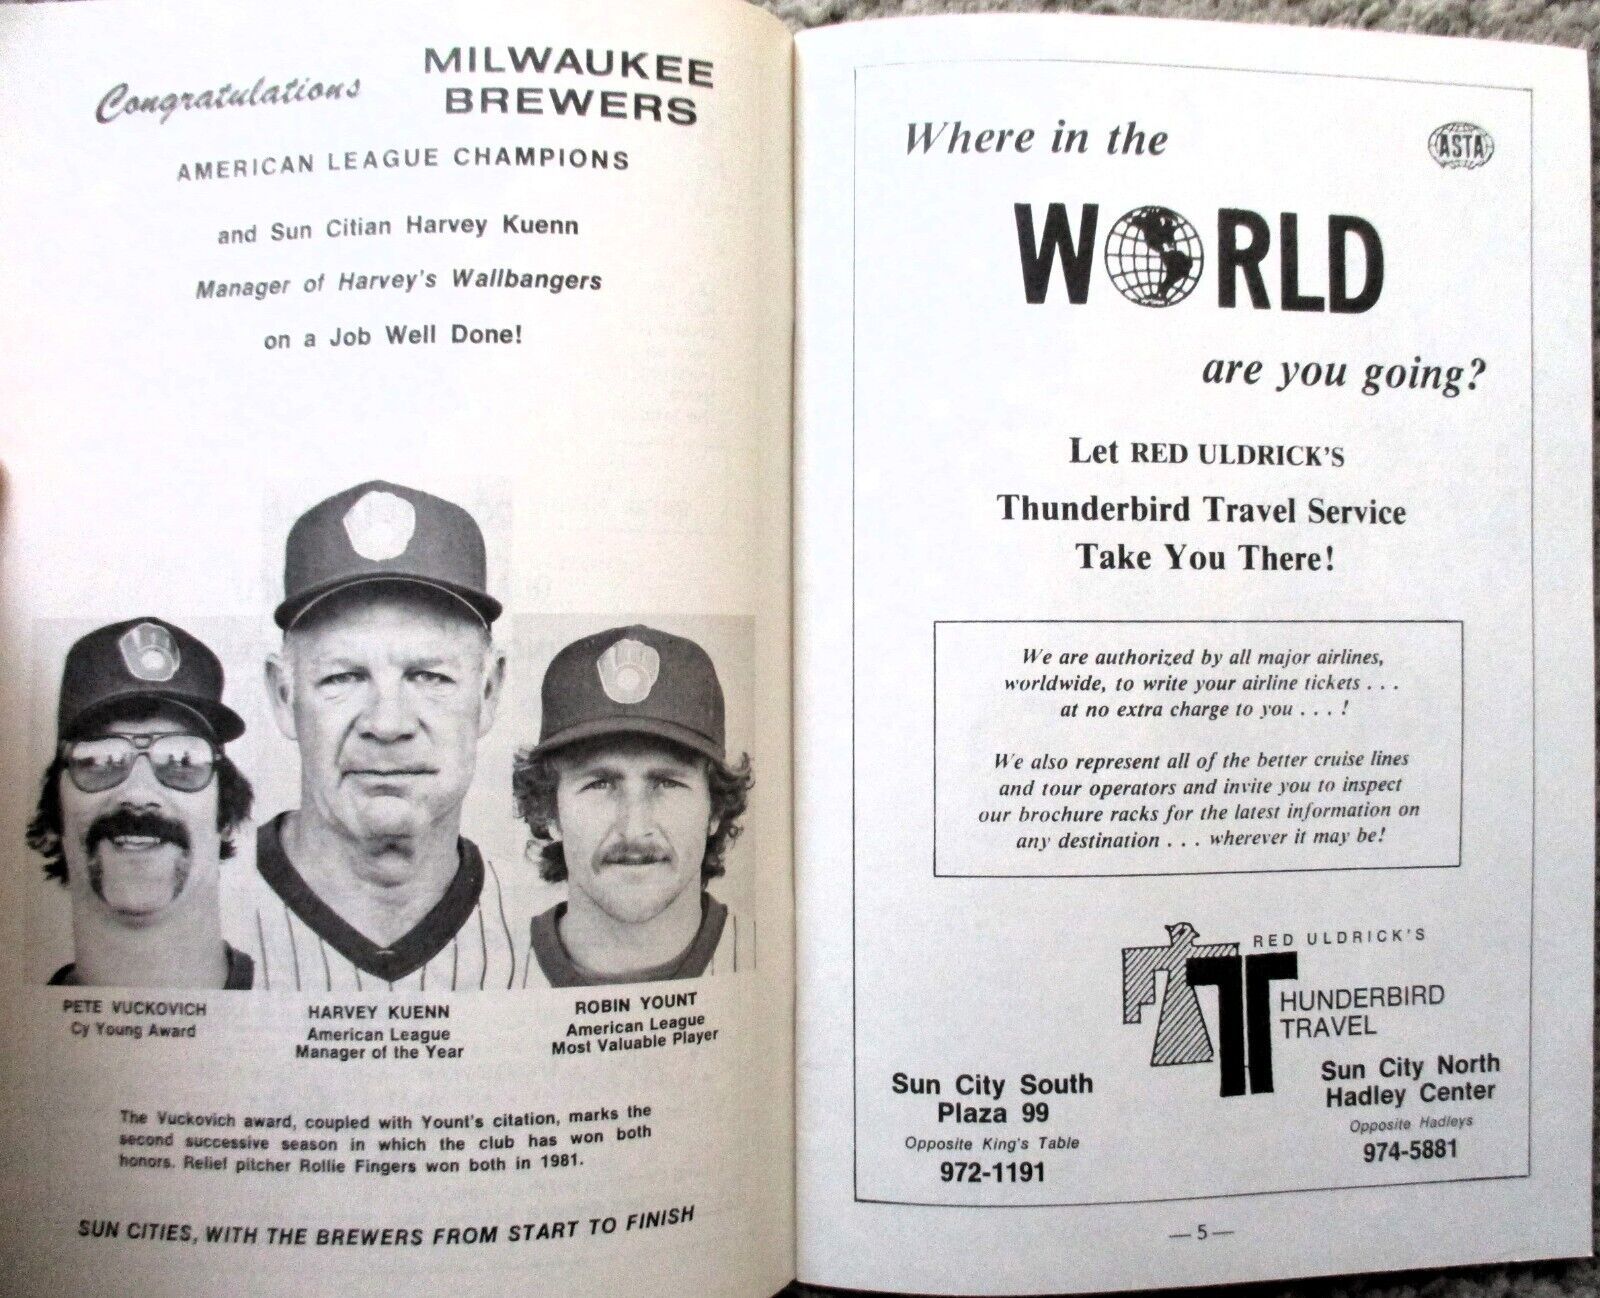 Congratulations
MILWAUKEE
BREWERS
AMERICAN LEAGUE CHAMPIONS
and Sun Citian Harvey Kuenn
Manager of Harvey's Wallbangers
on a Job Well Done!
PETE VUCKOVICH
Cy Young Award
HARVEY KUENN
American League
Manager of the Year
ROBIN YOUNT
American League
Most Valuable Player
The Vuckovich award, coupled with Yount's citation, marks the
second successive season in which the club has won both
honors. Relief pitcher Rollie Fingers won both in 1981.
SUN CITIES, WITH THE BREWERS FROM START TO FINISH
Where in the
ASTA
WORLD
are you going?
Let RED ULDRICK'S
Thunderbird Travel Service
Take You There!
We are authorized by all major airlines,
worldwide, to write your airline tickets . . .
at no extra charge to you . . . . !
We also represent all of the better cruise lines
and tour operators and invite you to inspect
our brochure racks for the latest information on
any destination . . . wherever it may be!
RED ULDRICK'S
THUNDERBIRD
TRAVEL
Sun City South
Plaza 99
Opposite King's Table
972-1191
Sun City North
Hadley Center
Opposite Hadleys
974-5881
—5—